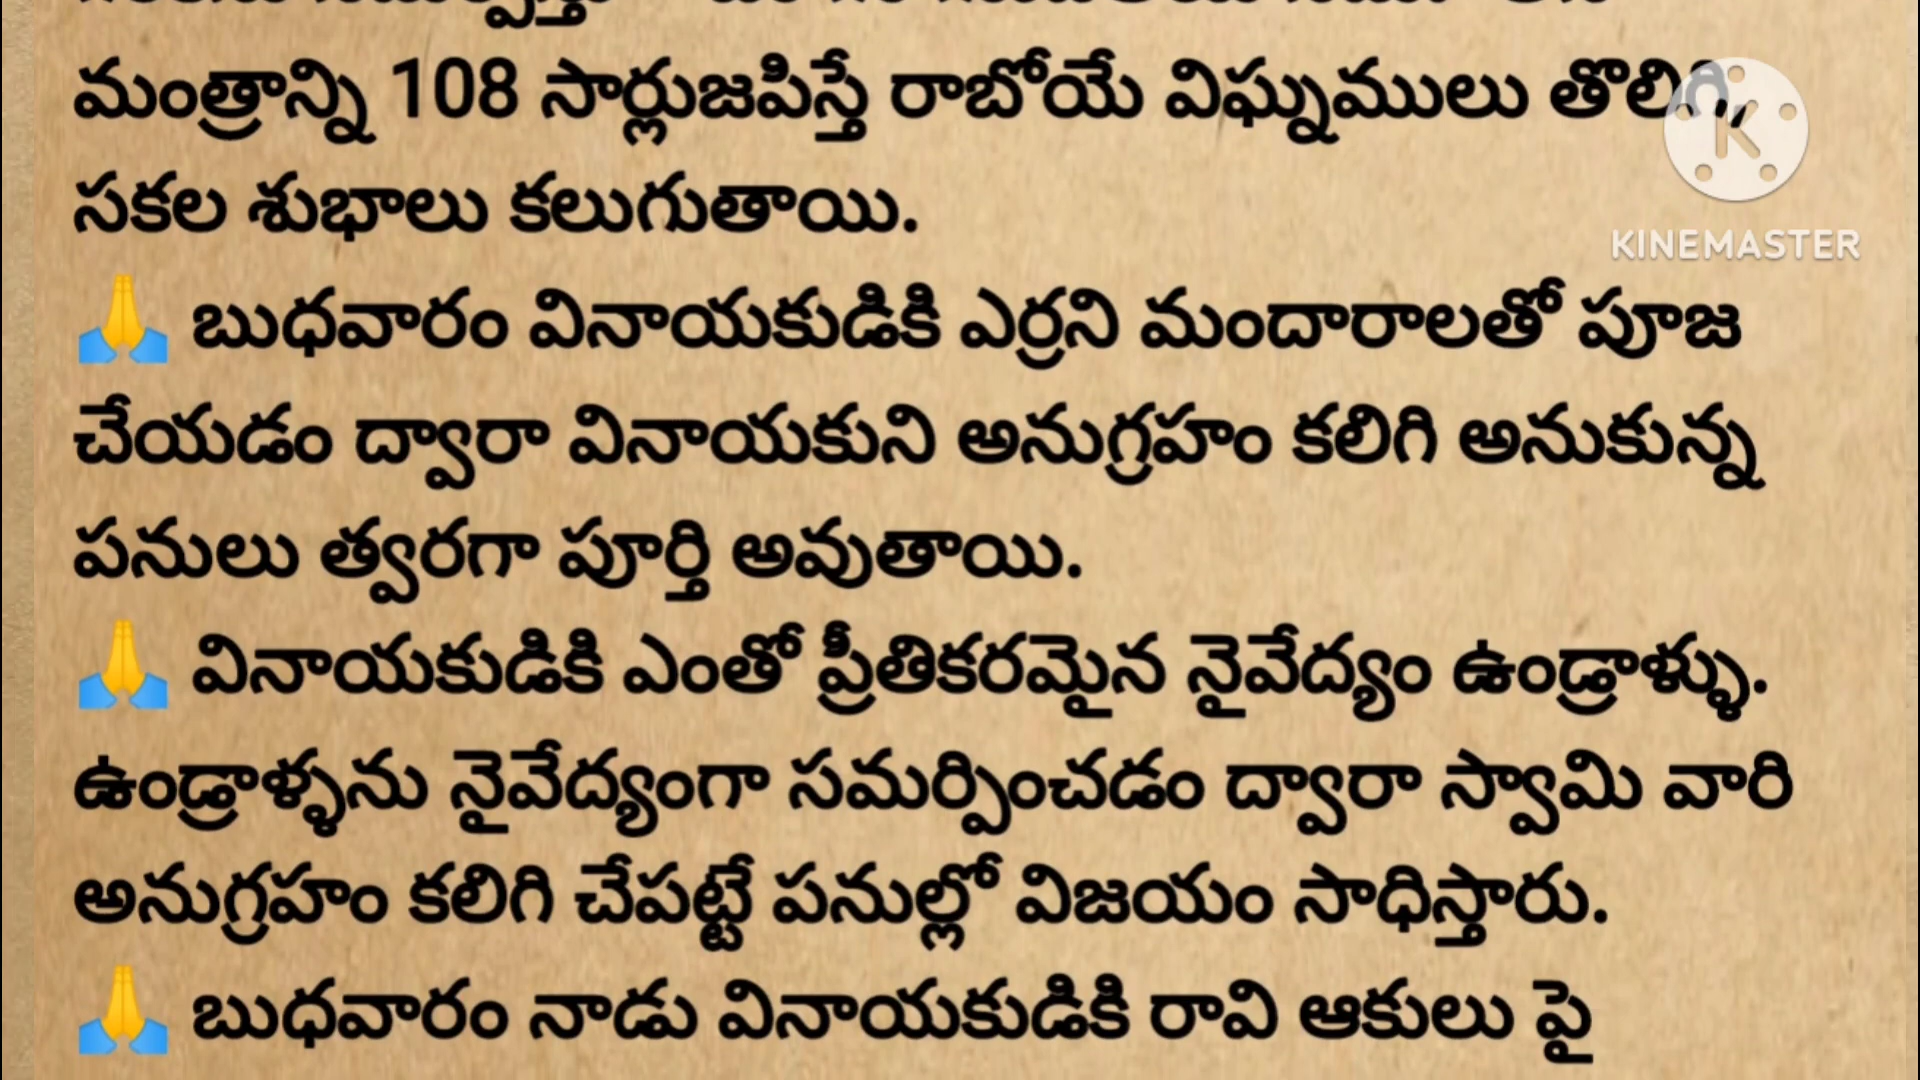 మంత్రాన్ని 108 సార్లుజపిస్తే రాబోయే విఘ్నములు తొలిగి,
సకల శుభాలు కలుగుతాయి.
KINEMASTER
🙏 బుధవారం వినాయకుడికి ఎర్రని మందారాలతో పూజ
చేయడం ద్వారా వినాయకుని అనుగ్రహం కలిగి అనుకున్న
పనులు త్వరగా పూర్తి అవుతాయి.
🙏 వినాయకుడికి ఎంతో ప్రీతికరమైన నైవేద్యం ఉండ్రాళ్ళు.
ఉండ్రాళ్ళను నైవేద్యంగా సమర్పించడం ద్వారా స్వామి వారి
అనుగ్రహం కలిగి చేపట్టే పనుల్లో విజయం సాధిస్తారు.
🙏 బుధవారం నాడు వినాయకుడికి రావి ఆకులు పై